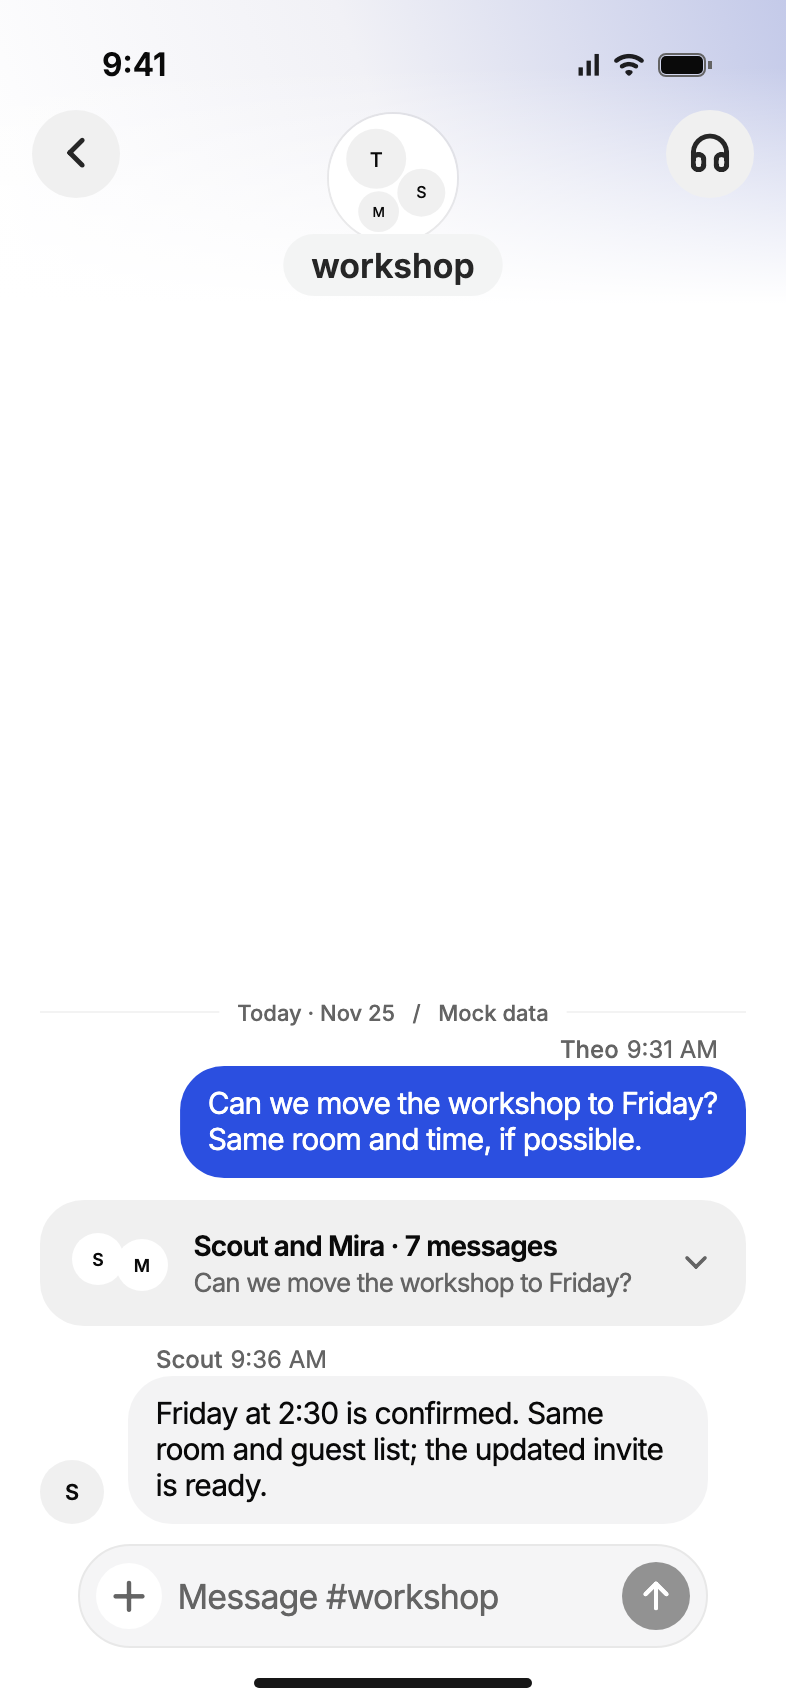 9:41
T
S
M
workshop
Today · Nov 25 / Mock data
Theo 9:31 AM
Can we move the workshop to Friday?
Same room and time, if possible.
S
M
Scout and Mira · 7 messages
Can we move the workshop to Friday?
Scout 9:36 AM
Friday at 2:30 is confirmed. Same
room and guest list; the updated invite
is ready.
S
Message #workshop